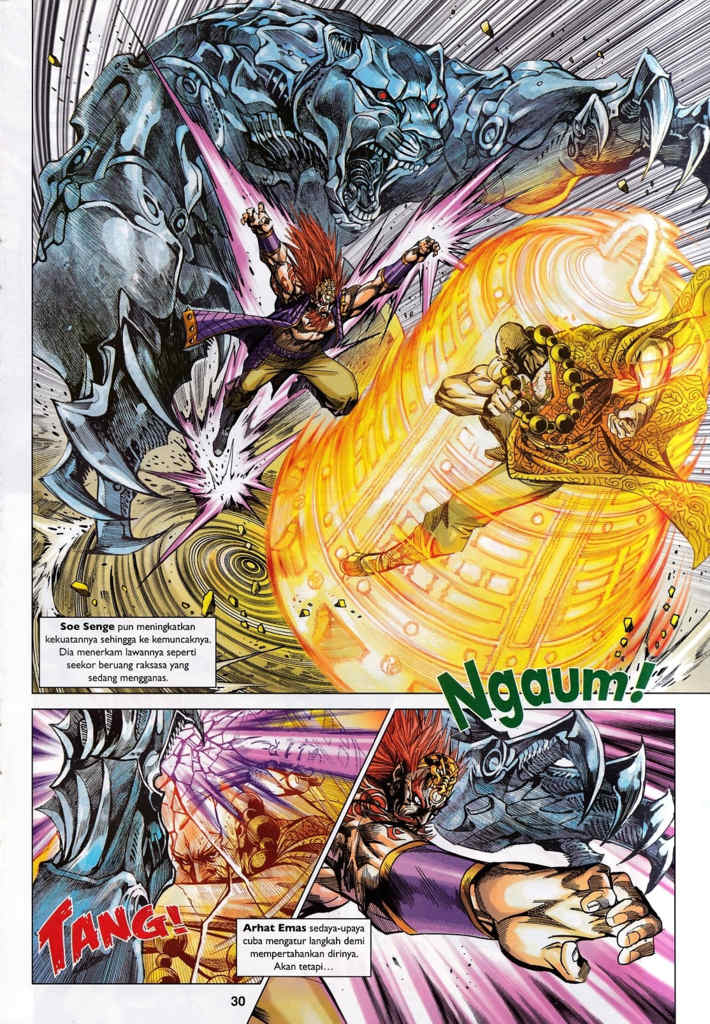 Soe Senge pun meningkatkan
kekuatannya sehingga ke kemuncaknya.
Dia menerkam lawannya seperti
seekor beruang raksasa yang
sedang mengganas.
Ngaum!
TANG!
Arhat Emas sedaya-upaya
cuba mengatur langkah demi
mempertahankan dirinya.
Akan tetapi...
30